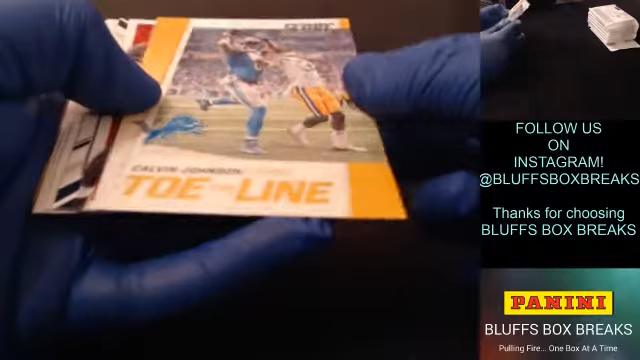 SCORE
CALVIN JOHNSON
TOE THE LINE
FOLLOW US
ON
INSTAGRAM!
@BLUFFSBOXBREAKS
Thanks for choosing
BLUFFS BOX BREAKS
PANINI
BLUFFS BOX BREAKS
Pulling Fire... One Box At A Time